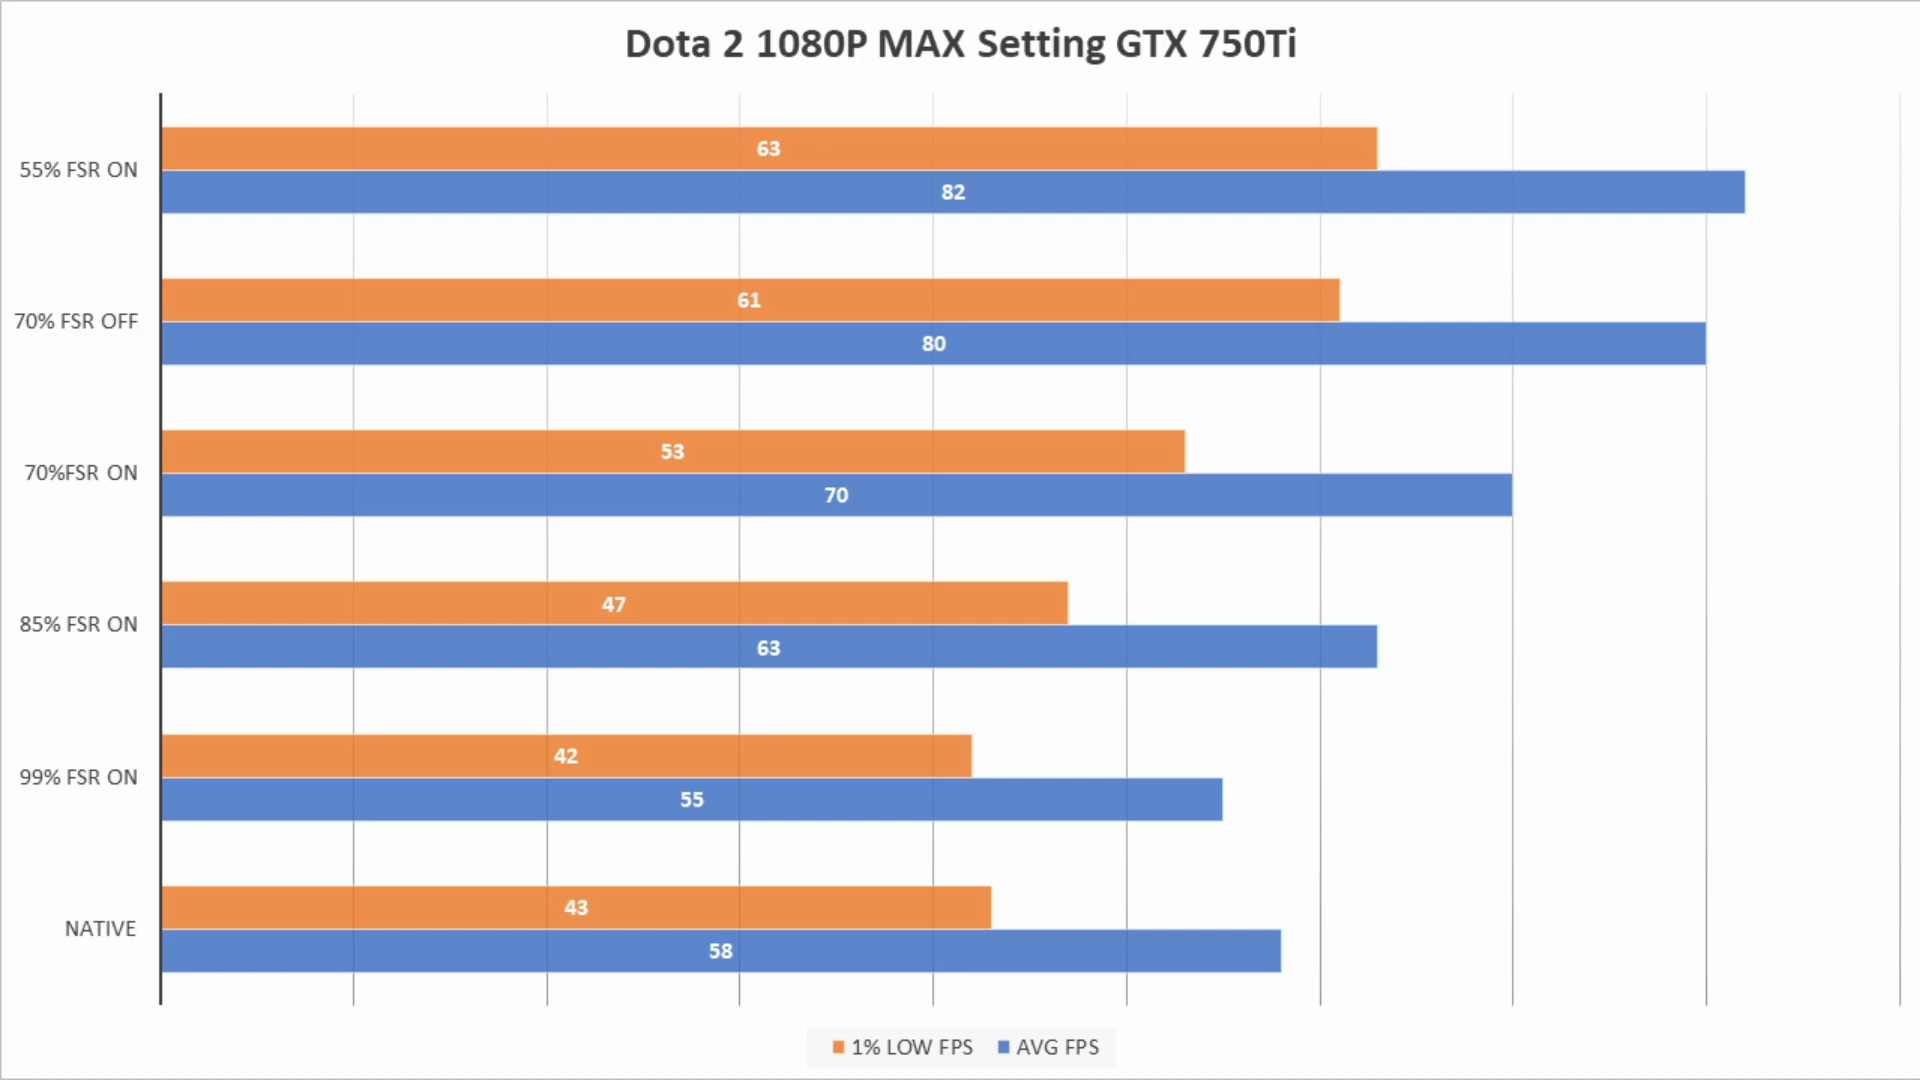 Dota 2 1080P MAX Setting GTX 750Ti
55% FSR ON
63
82
70% FSR OFF
61
80
70%FSR ON
53
70
85% FSR ON
47
63
99% FSR ON
42
55
NATIVE
43
58
1% LOW FPS
AVG FPS